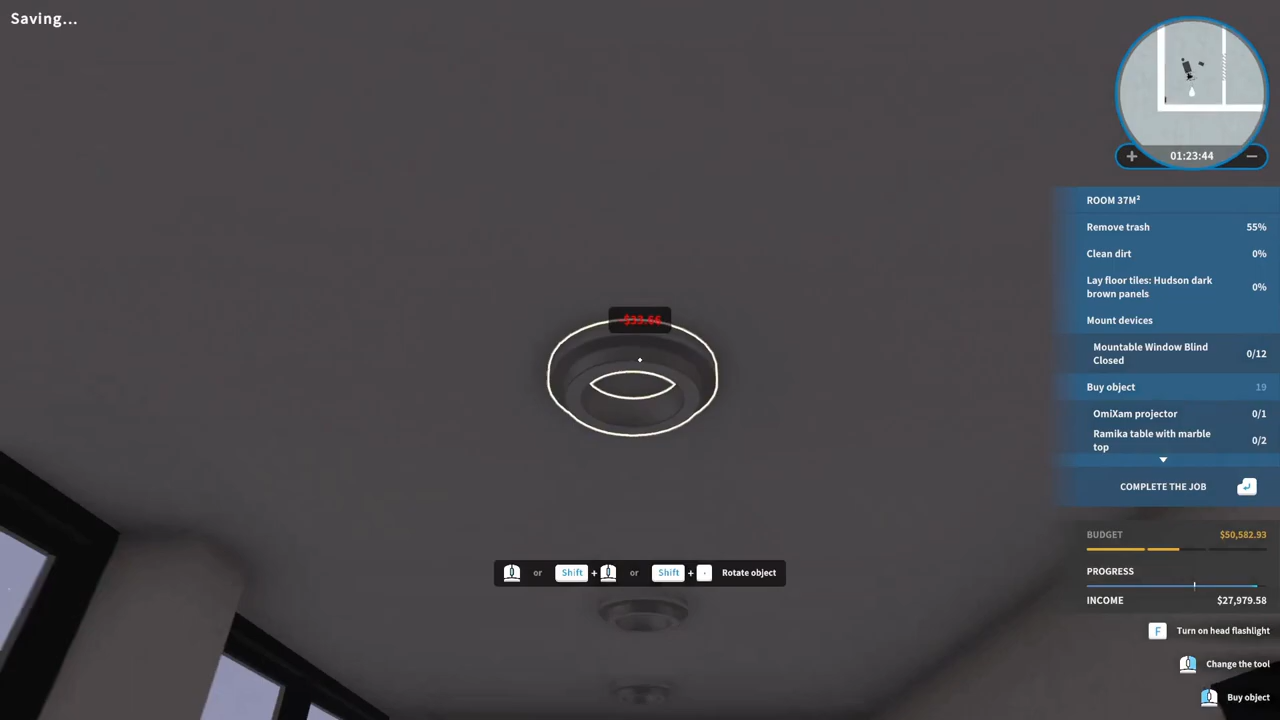 Saving...
$33.66
01:23:44
ROOM 37M²
Remove trash 55%
Clean dirt 0%
Lay floor tiles: Hudson dark
brown panels 0%
Mount devices
Mountable Window Blind
Closed 0/12
Buy object 19
OmiXam projector 0/1
Ramika table with marble
top 0/2
COMPLETE THE JOB
BUDGET $50,582.93
PROGRESS
INCOME $27,979.58
or Shift + or Shift + · Rotate object
F Turn on head flashlight
Change the tool
Buy object